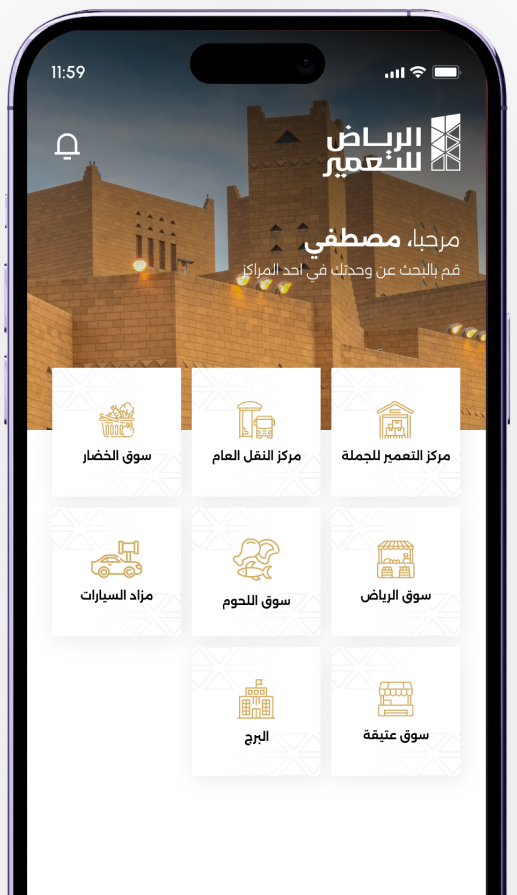 11:59
الرياض
للتعمير
مرحبا، مصطفي
قم بالبحث عن وحدتك في احد المراكز
مركز التعمير للجملة
مركز النقل العام
سوق الخضار
سوق الرياض
سوق اللحوم
مزاد السيارات
سوق عتيقة
البرج